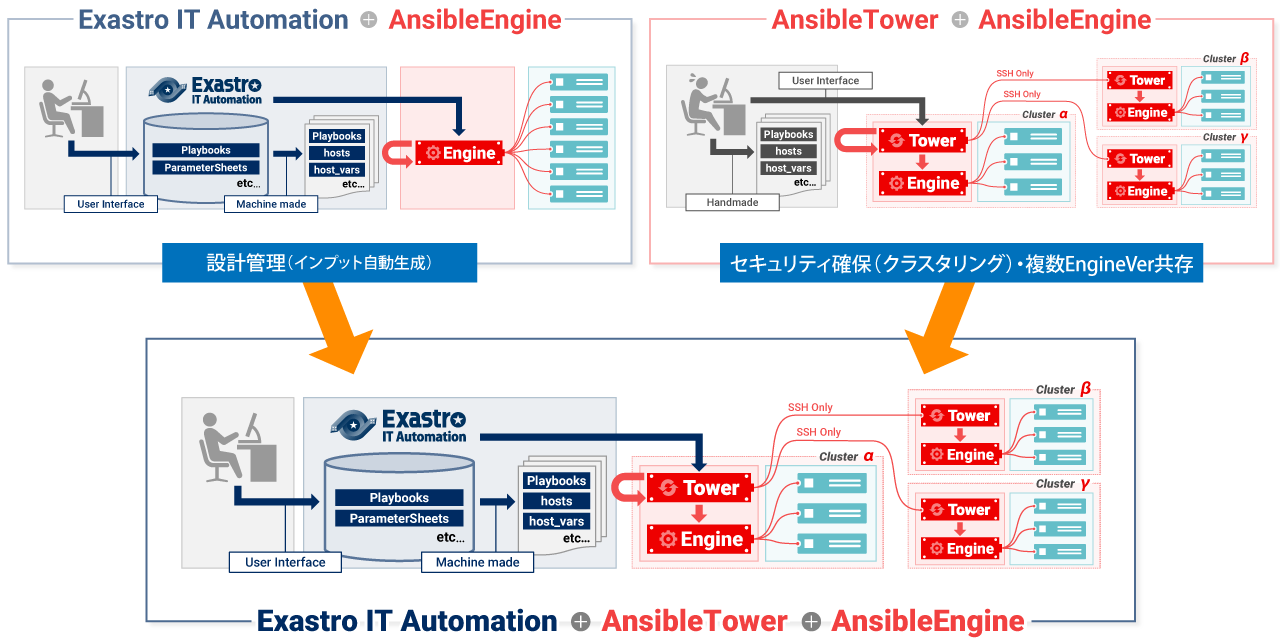 Exastro IT Automation + AnsibleEngine
Exastro
IT Automation
Playbooks
ParameterSheets
etc...
User Interface
Machine made
Playbooks
hosts
host_vars
etc...
Engine
AnsibleTower + AnsibleEngine
User Interface
Playbooks
hosts
host_vars
etc...
Handmade
Tower
Engine
Cluster α
SSH Only
SSH Only
Cluster β
Tower
Engine
Cluster γ
Tower
Engine
設計管理（インプット自動生成）
セキュリティ確保（クラスタリング）・複数EngineVer共存
Exastro
IT Automation
Playbooks
ParameterSheets
etc...
User Interface
Machine made
Playbooks
hosts
host_vars
etc...
Cluster α
Tower
Engine
SSH Only
SSH Only
Cluster β
Tower
Engine
Cluster γ
Tower
Engine
Exastro IT Automation + AnsibleTower + AnsibleEngine